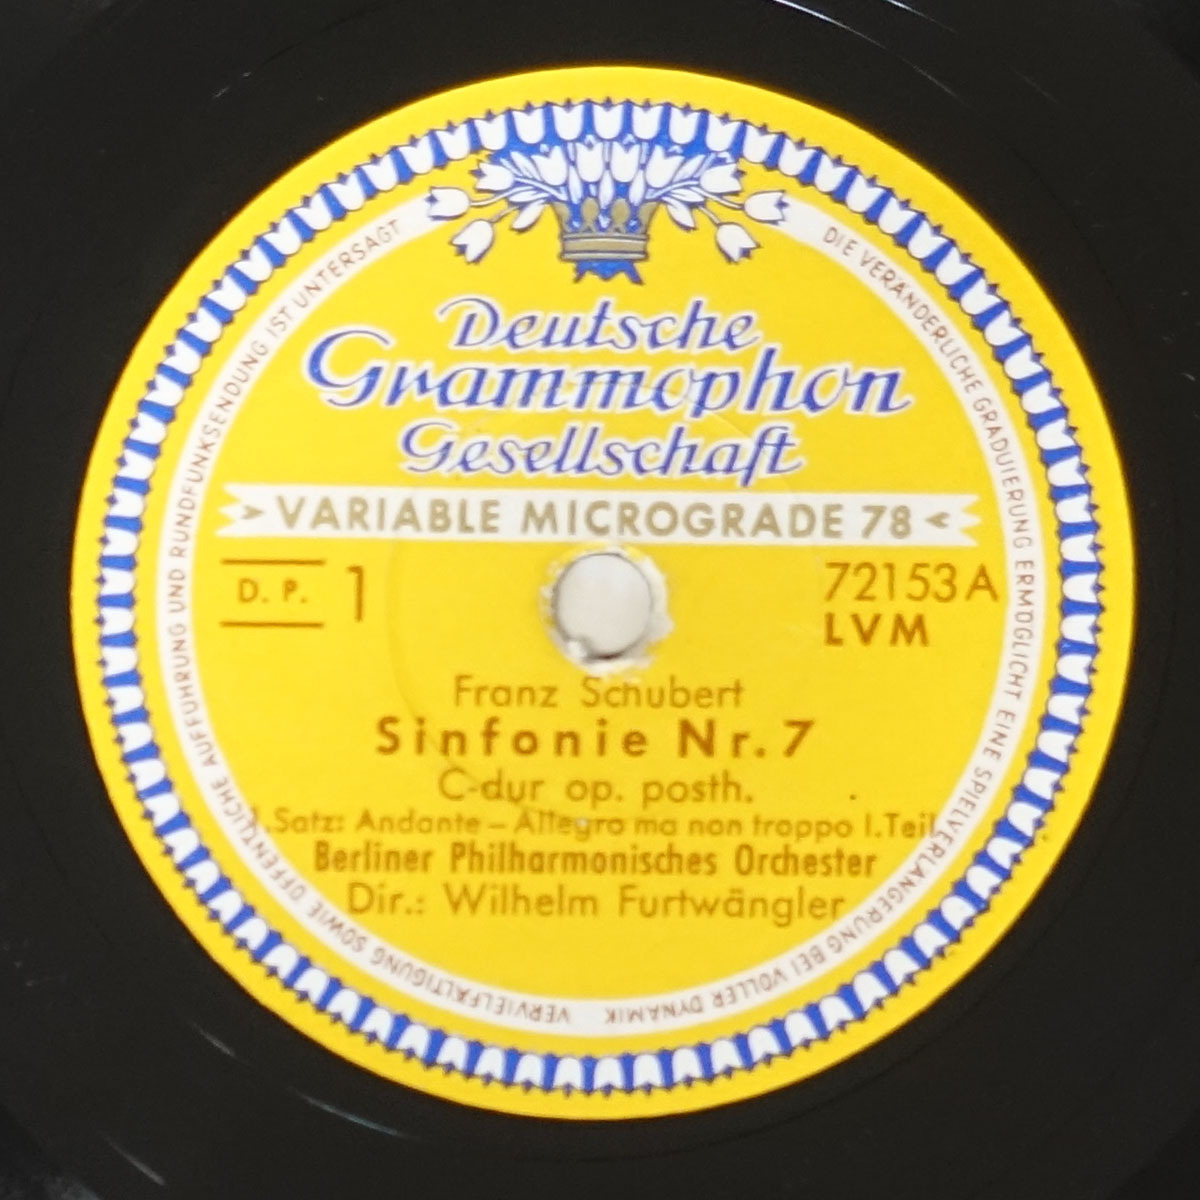 Deutsche
Grammophon
Gesellschaft
>VARIABLE MICROGRADE 78<
D. P. 1
72153 A
LVM
Franz Schubert
Sinfonie Nr. 7
C-dur op. posth.
1.Satz: Andante – Allegro ma non troppo I.Teil
Berliner Philharmonisches Orchester
Dir.: Wilhelm Furtwängler
DIE VERÄNDERLICHE GRADUIERUNG ERMÖGLICHT EINE SPIELVERLÄNGERUNG BEI VOLLER DYNAMIK
VERVIELFÄLTIGUNG SOWIE ÖFFENTLICHE AUFFÜHRUNG UND RUNDFUNKSENDUNG IST UNTERSAGT